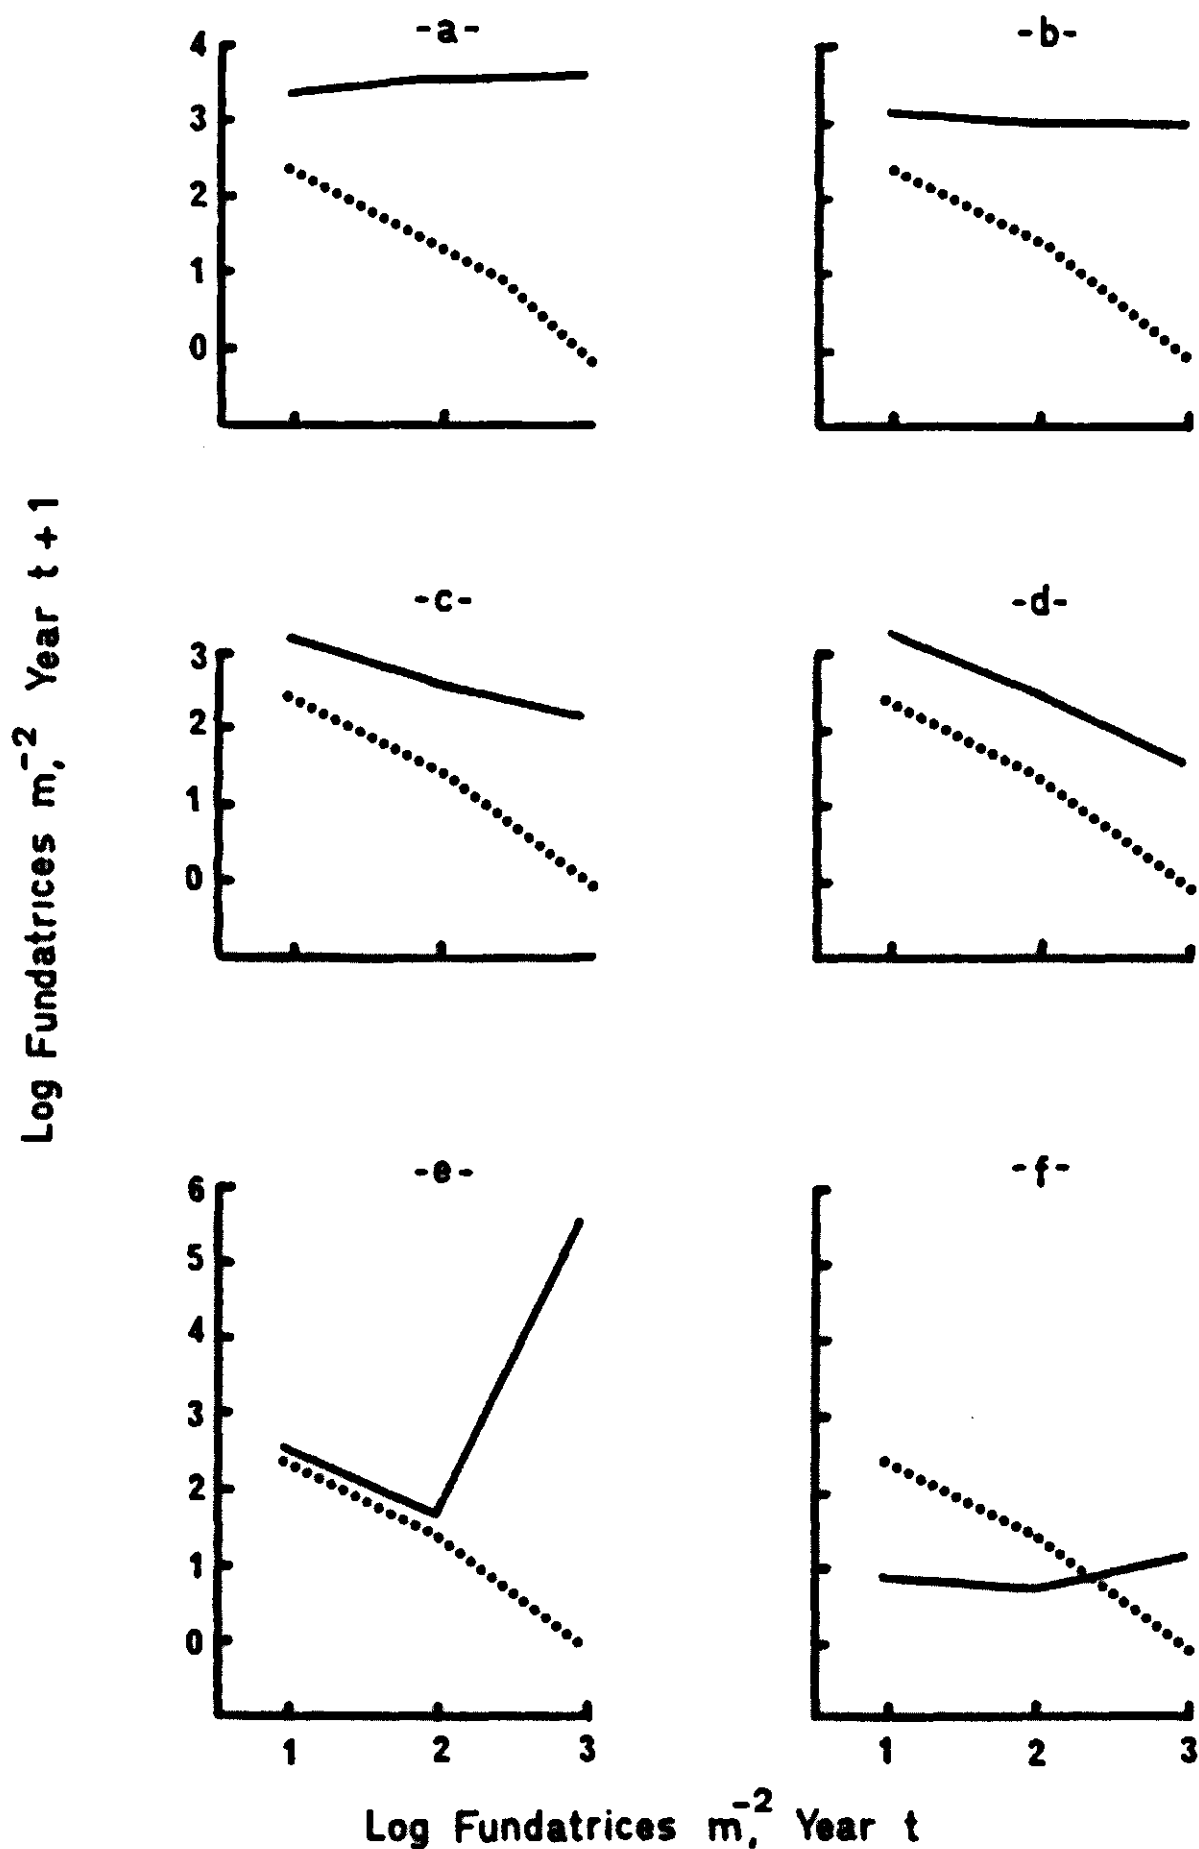 -a-
-b-
4
3
2
1
0
-c-
-d-
3
2
1
0
-e-
-f-
6
5
4
3
2
1
0
1 2 3
1 2 3
Log Fundatrices m,⁻² Year t + 1
Log Fundatrices m,⁻² Year t